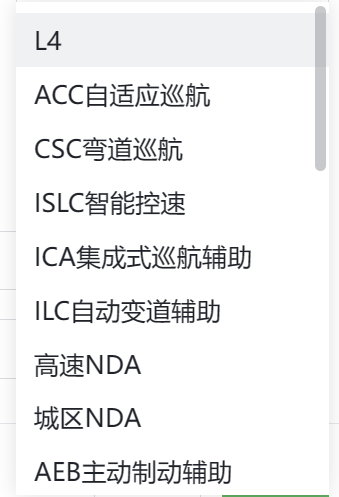 L4
ACC自适应巡航
CSC弯道巡航
ISLC智能控速
ICA集成式巡航辅助
ILC自动变道辅助
高速NDA
城区NDA
AEB主动制动辅助